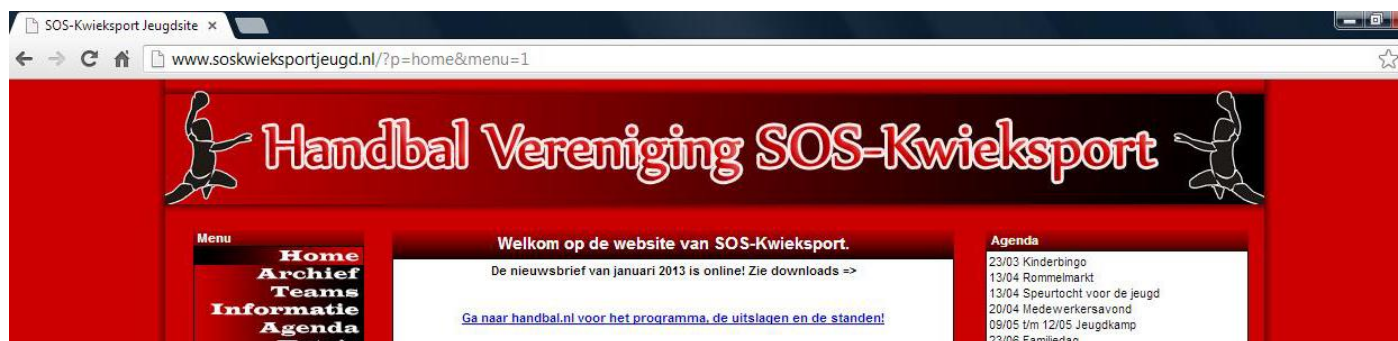 SOS-Kwieksport Jeugdsite
www.soskwieksportjeugd.nl/?p=home&menu=1
Handbal Vereniging SOS-Kwieksport
Menu
Home
Archief
Teams
Informatie
Agenda
Welkom op de website van SOS-Kwieksport.
De nieuwsbrief van januari 2013 is online! Zie downloads =>
Ga naar handbal.nl voor het programma, de uitslagen en de standen!
Agenda
23/03 Kinderbingo
13/04 Rommelmarkt
13/04 Speurtocht voor de jeugd
20/04 Medewerkersavond
09/05 t/m 12/05 Jeugdkamp
23/06 Familiedag